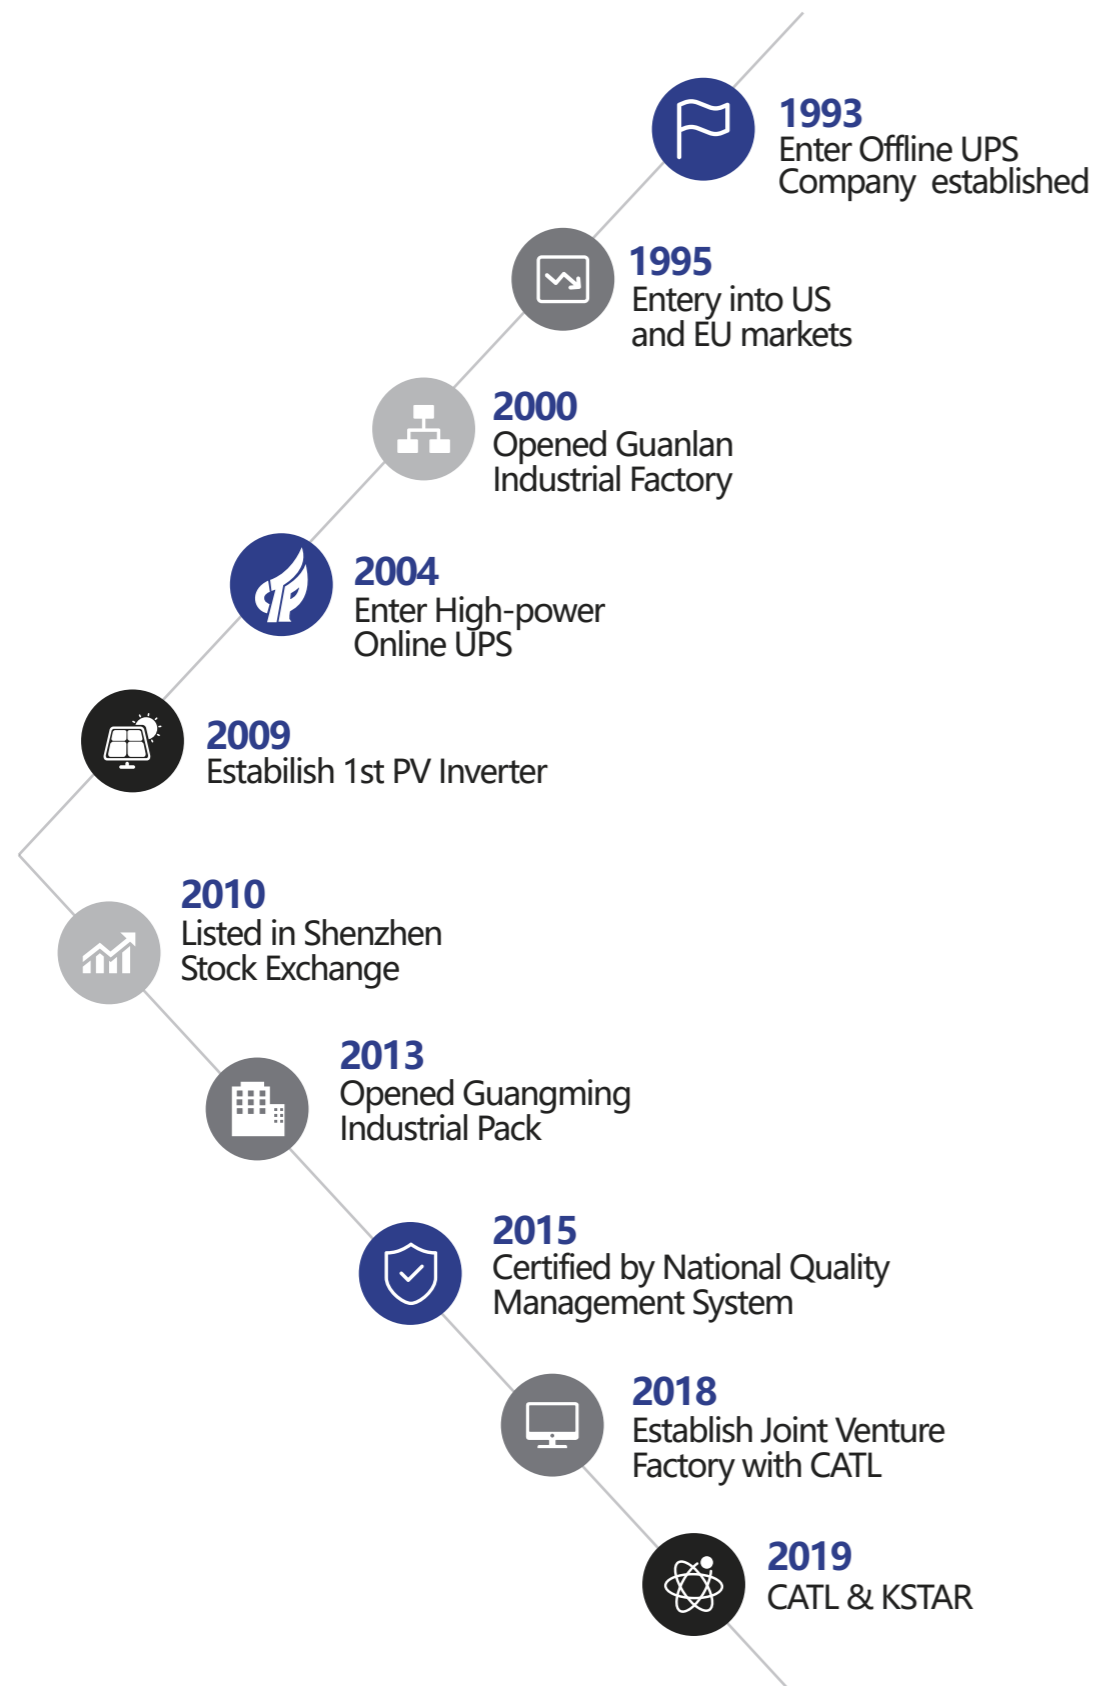 1993
Enter Offline UPS
Company established
1995
Entery into US
and EU markets
2000
Opened Guanlan
Industrial Factory
2004
Enter High-power
Online UPS
2009
Estabilish 1st PV Inverter
2010
Listed in Shenzhen
Stock Exchange
2013
Opened Guangming
Industrial Pack
2015
Certified by National Quality
Management System
2018
Establish Joint Venture
Factory with CATL
2019
CATL & KSTAR